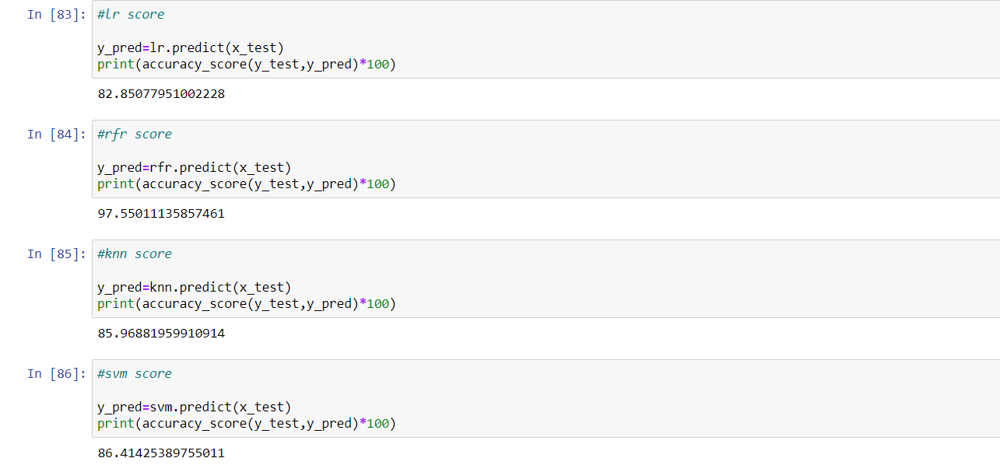 In [83]: #lr score
y_pred=lr.predict(x_test)
print(accuracy_score(y_test,y_pred)*100)
82.85077951002228
In [84]: #rfr score
y_pred=rfr.predict(x_test)
print(accuracy_score(y_test,y_pred)*100)
97.55011135857461
In [85]: #knn score
y_pred=knn.predict(x_test)
print(accuracy_score(y_test,y_pred)*100)
85.96881959910914
In [86]: #svm score
y_pred=svm.predict(x_test)
print(accuracy_score(y_test,y_pred)*100)
86.41425389755011